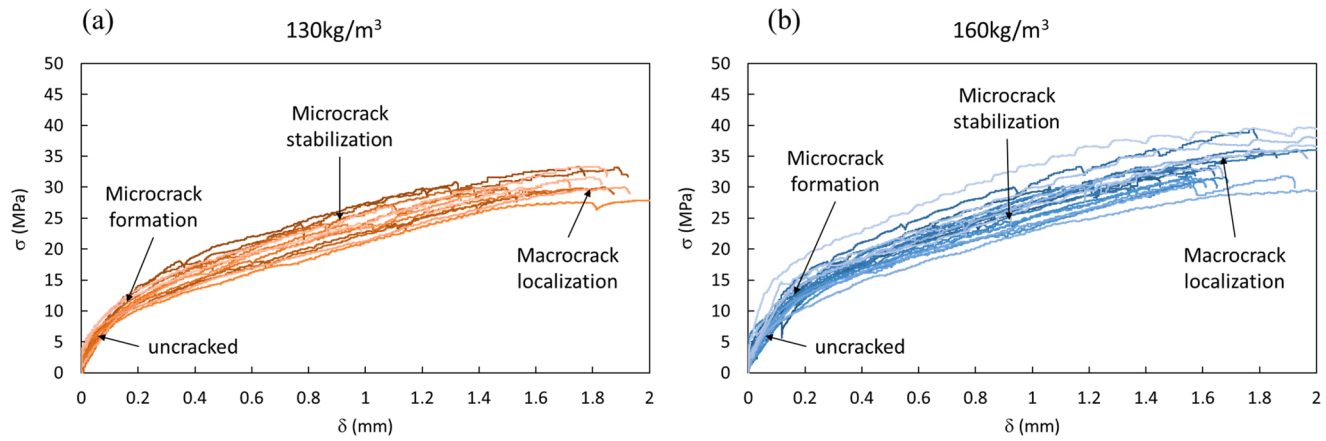 (a)
130kg/m³
50
45
40
35
30
25
20
15
10
5
0
σ (MPa)
Microcrack
stabilization
Microcrack
formation
Macrocrack
localization
uncracked
0 0.2 0.4 0.6 0.8 1 1.2 1.4 1.6 1.8 2
δ (mm)
(b)
160kg/m³
50
45
40
35
30
25
20
15
10
5
0
σ (MPa)
Microcrack
stabilization
Microcrack
formation
Macrocrack
localization
uncracked
0 0.2 0.4 0.6 0.8 1 1.2 1.4 1.6 1.8 2
δ (mm)